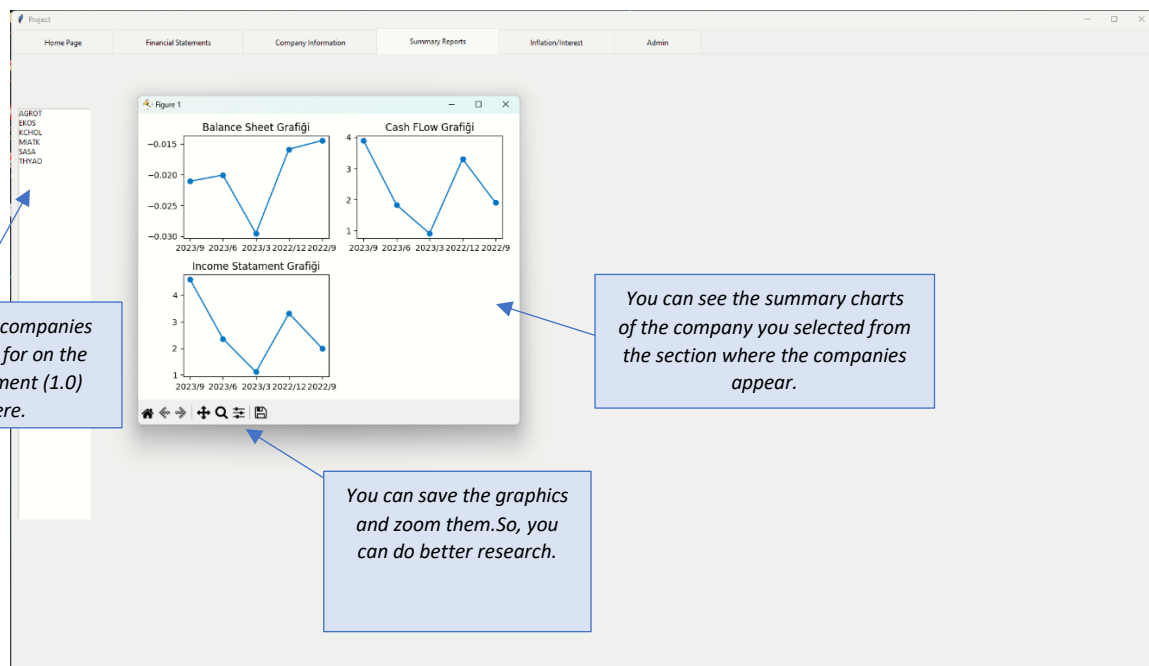 Project
Home Page Financial Statements Company Information Summary Reports Inflation/Interest Admin
AGROT
EKOS
KCHOL
MIATK
SASA
THYAO
Figure 1
Balance Sheet Grafiği
−0.015
−0.020
−0.025
−0.030
2023/9 2023/6 2023/3 2022/12 2022/9
Cash FLow Grafiği
4
3
2
1
2023/9 2023/6 2023/3 2022/12 2022/9
Income Statament Grafiği
4
3
2
1
2023/9 2023/6 2023/3 2022/12 2022/9
companies
for on the
ment (1.0)
ere.
You can see the summary charts
of the company you selected from
the section where the companies
appear.
You can save the graphics
and zoom them.So, you
can do better research.